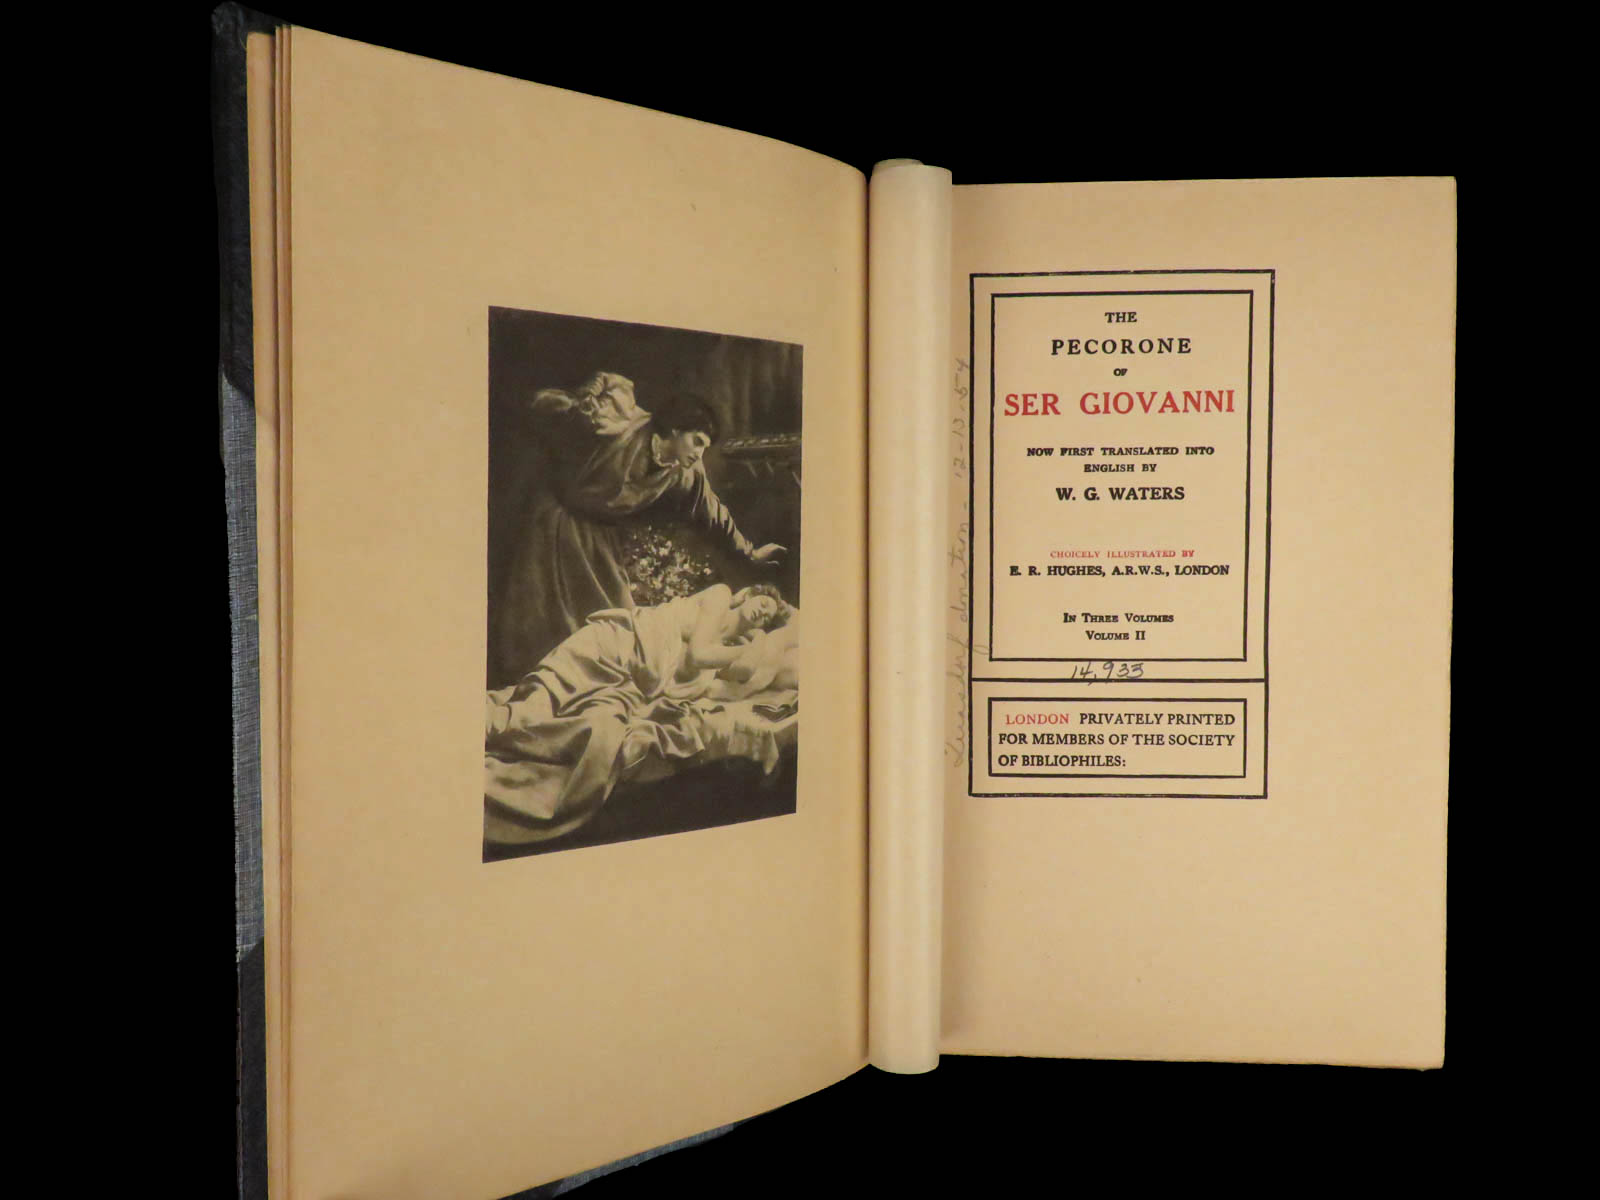 THE
PECORONE
OF
SER GIOVANNI
NOW FIRST TRANSLATED INTO
ENGLISH BY
W. G. WATERS
CHOICELY ILLUSTRATED BY
E. R. HUGHES, A.R.W.S., LONDON
IN THREE VOLUMES
VOLUME II
14,933
LONDON PRIVATELY PRINTED
FOR MEMBERS OF THE SOCIETY
OF BIBLIOPHILES:
donation -